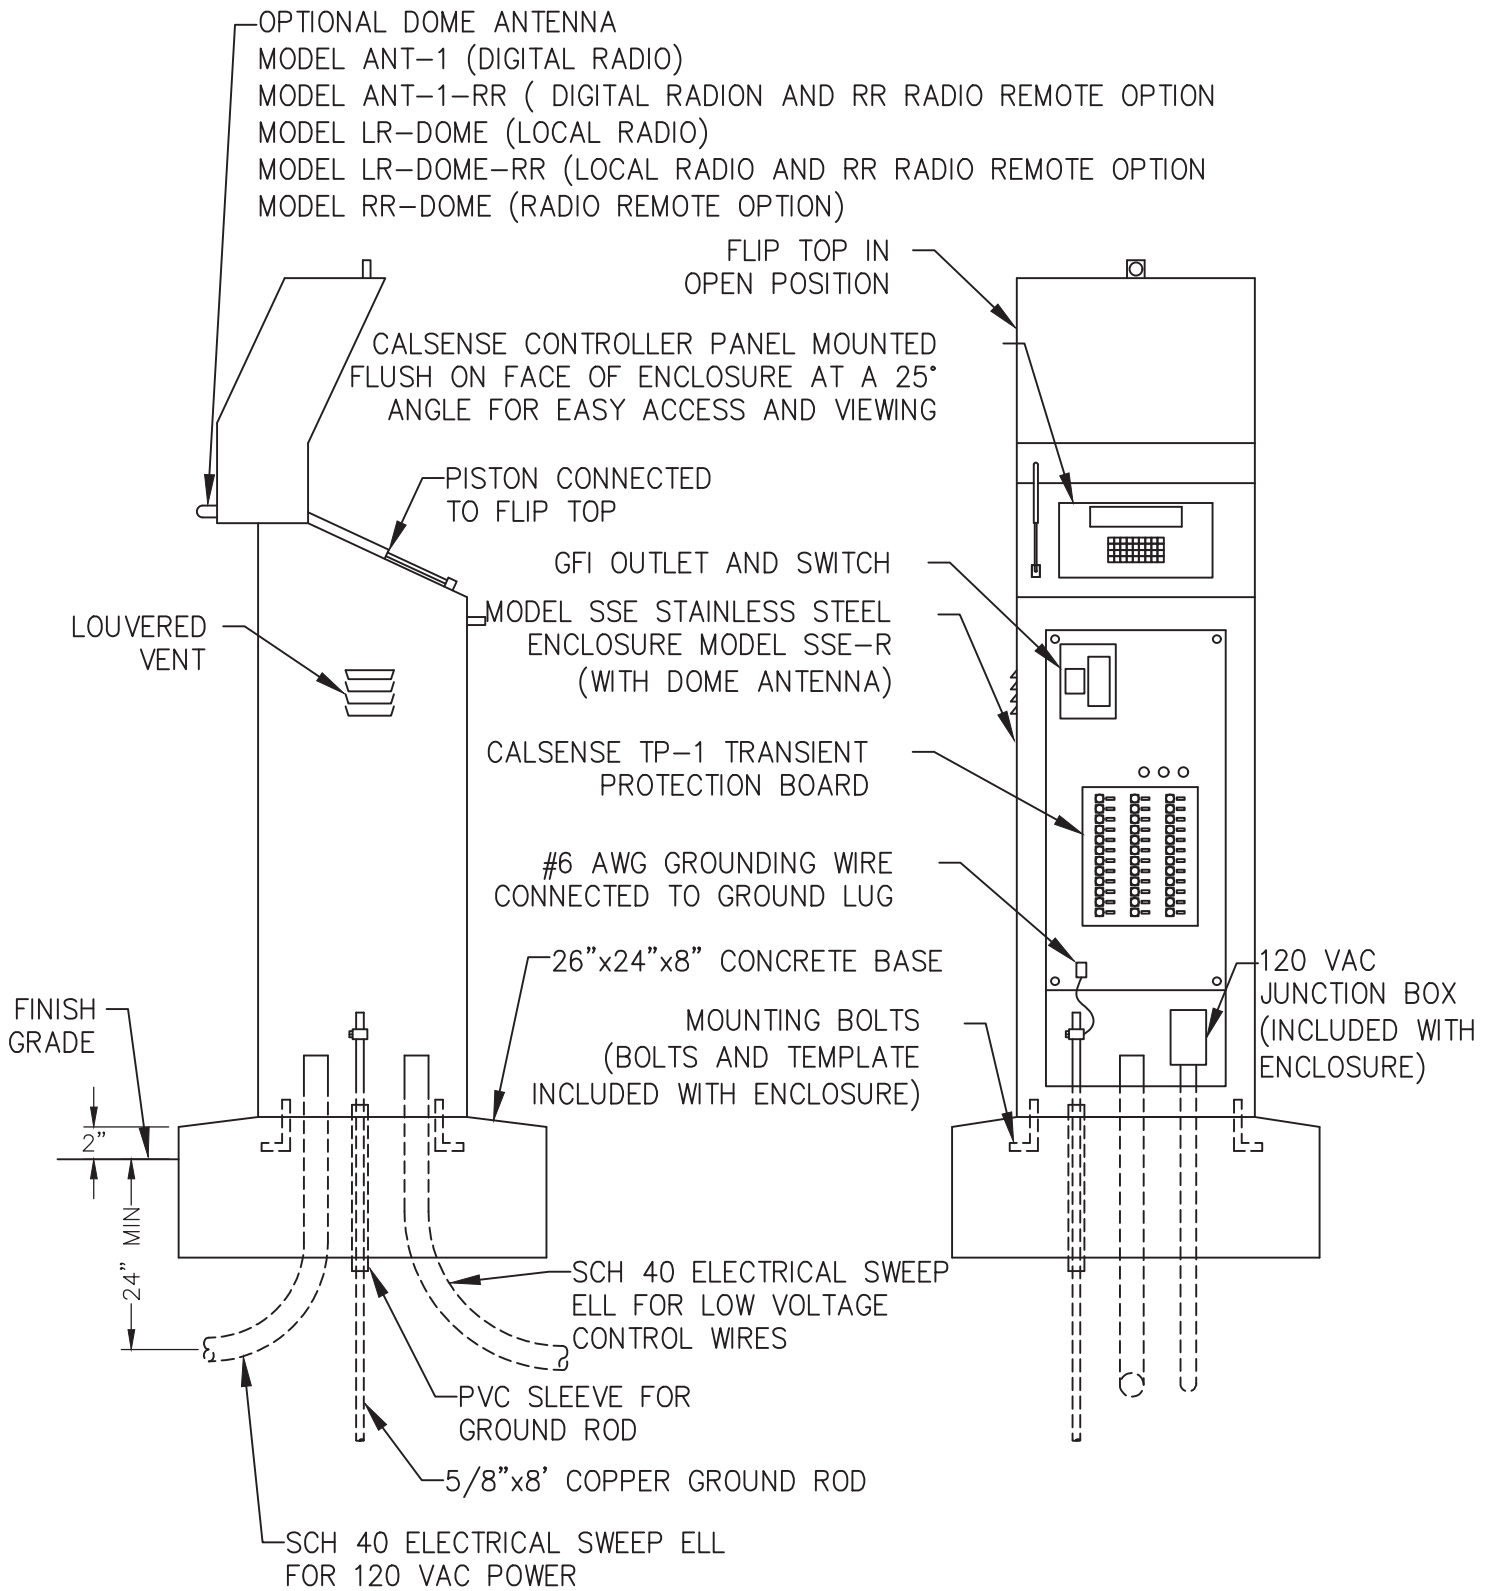 OPTIONAL DOME ANTENNA
MODEL ANT-1 (DIGITAL RADIO)
MODEL ANT-1-RR ( DIGITAL RADION AND RR RADIO REMOTE OPTION
MODEL LR-DOME (LOCAL RADIO)
MODEL LR-DOME-RR (LOCAL RADIO AND RR RADIO REMOTE OPTION
MODEL RR-DOME (RADIO REMOTE OPTION)
FLIP TOP IN
OPEN POSITION
CALSENSE CONTROLLER PANEL MOUNTED
FLUSH ON FACE OF ENCLOSURE AT A 25°
ANGLE FOR EASY ACCESS AND VIEWING
PISTON CONNECTED
TO FLIP TOP
GFI OUTLET AND SWITCH
MODEL SSE STAINLESS STEEL
ENCLOSURE MODEL SSE-R
(WITH DOME ANTENNA)
LOUVERED
VENT
CALSENSE TP-1 TRANSIENT
PROTECTION BOARD
#6 AWG GROUNDING WIRE
CONNECTED TO GROUND LUG
26"x24"x8" CONCRETE BASE
120 VAC
JUNCTION BOX
(INCLUDED WITH
ENCLOSURE)
FINISH
GRADE
MOUNTING BOLTS
(BOLTS AND TEMPLATE
INCLUDED WITH ENCLOSURE)
2"
24" MIN
SCH 40 ELECTRICAL SWEEP
ELL FOR LOW VOLTAGE
CONTROL WIRES
PVC SLEEVE FOR
GROUND ROD
5/8"x8' COPPER GROUND ROD
SCH 40 ELECTRICAL SWEEP ELL
FOR 120 VAC POWER